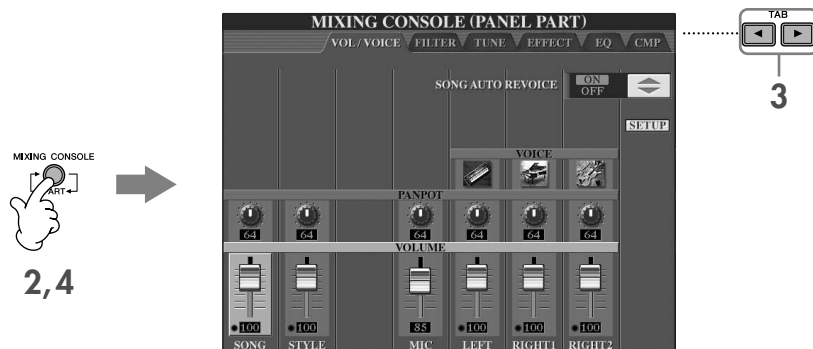 MIXING CONSOLE (PANEL PART)
TAB
VOL / VOICE FILTER TUNE EFFECT EQ CMP
3
SONG AUTO REVOICE ON
OFF
SETUP
MIXING CONSOLE
ART
2,4
VOICE
PANPOT
64 64 64 64 64 64
VOLUME
100 100 85 100 100 100
SONG STYLE MIC LEFT RIGHT1 RIGHT2